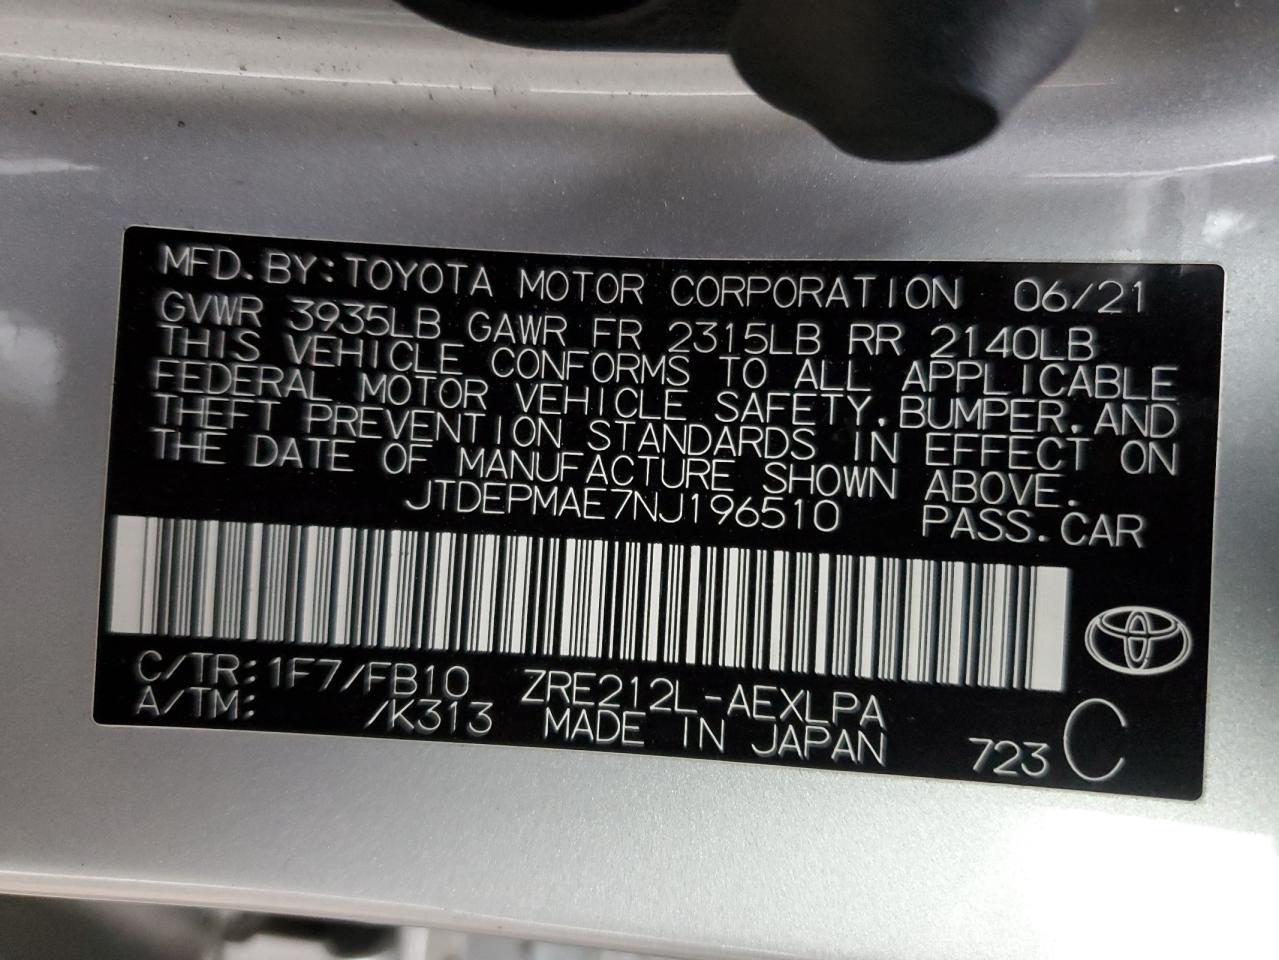 MFD.BY:TOYOTA MOTOR CORPORATION 06/21
GVWR 3935LB GAWR FR 2315LB RR 2140LB
THIS VEHICLE CONFORMS TO ALL APPLICABLE
FEDERAL MOTOR VEHICLE SAFETY,BUMPER,AND
THEFT PREVENTION STANDARDS IN EFFECT ON
THE DATE OF MANUFACTURE SHOWN ABOVE.
JTDEPMAE7NJ196510 PASS.CAR
C/TR:1F7/FB10 ZRE212L-AEXLPA
A/TM: /K313 MADE IN JAPAN 723 C